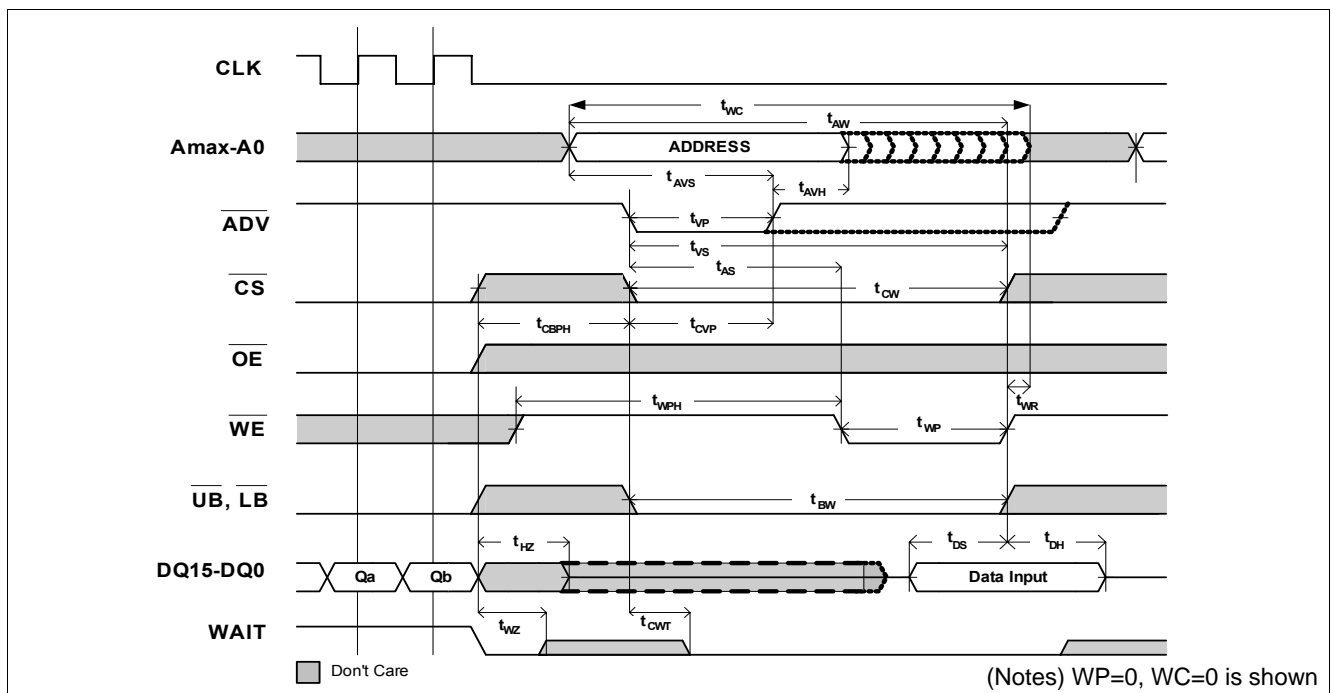 CLK
tWC
tAW
Amax-A0
ADDRESS
tAVS
tAVH
ADV
tVP
tVS
tAS
CS
tCW
tCBPH
tCVP
OE
tWPH
tWR
WE
tWP
UB, LB
tBW
tHZ
tDS
tDH
DQ15-DQ0
Qa
Qb
Data Input
tWZ
tCWT
WAIT
Don't Care
(Notes) WP=0, WC=0 is shown